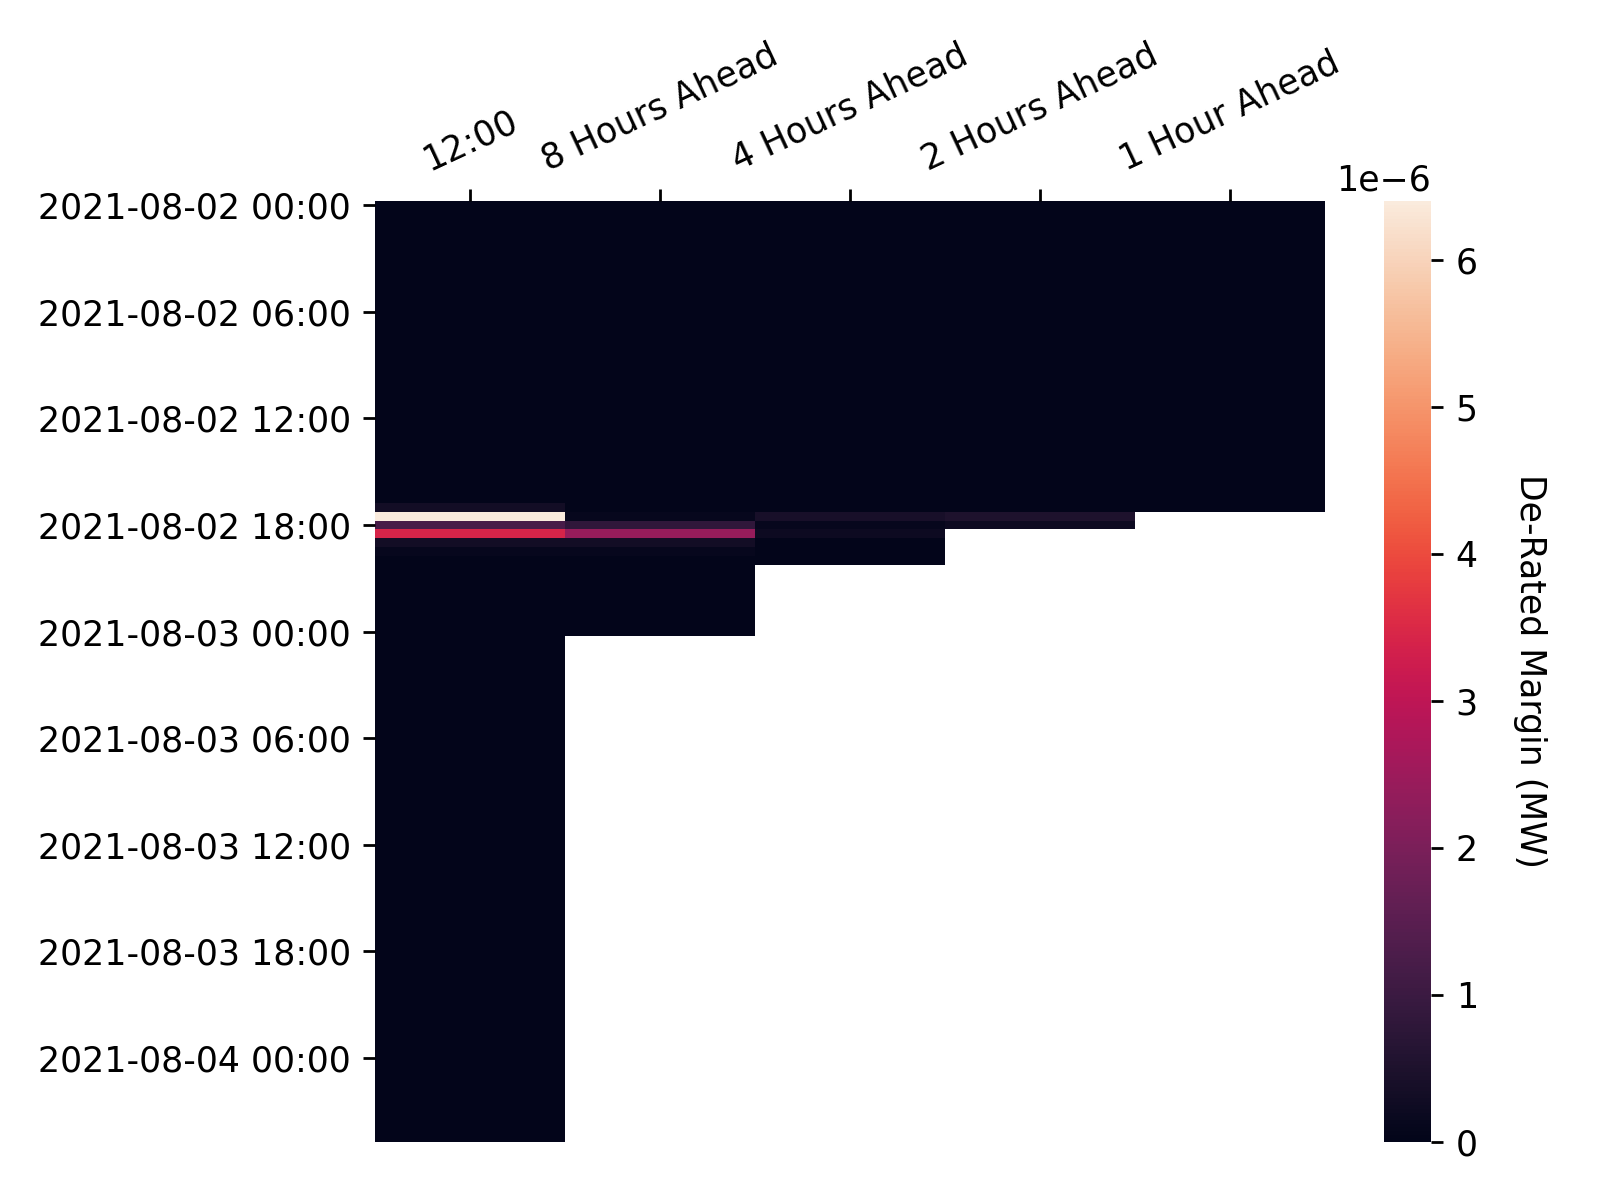 12:00
8 Hours Ahead
4 Hours Ahead
2 Hours Ahead
1 Hour Ahead
1e−6
2021-08-02 00:00
2021-08-02 06:00
2021-08-02 12:00
2021-08-02 18:00
2021-08-03 00:00
2021-08-03 06:00
2021-08-03 12:00
2021-08-03 18:00
2021-08-04 00:00
6
5
4
3
2
1
0
De-Rated Margin (MW)